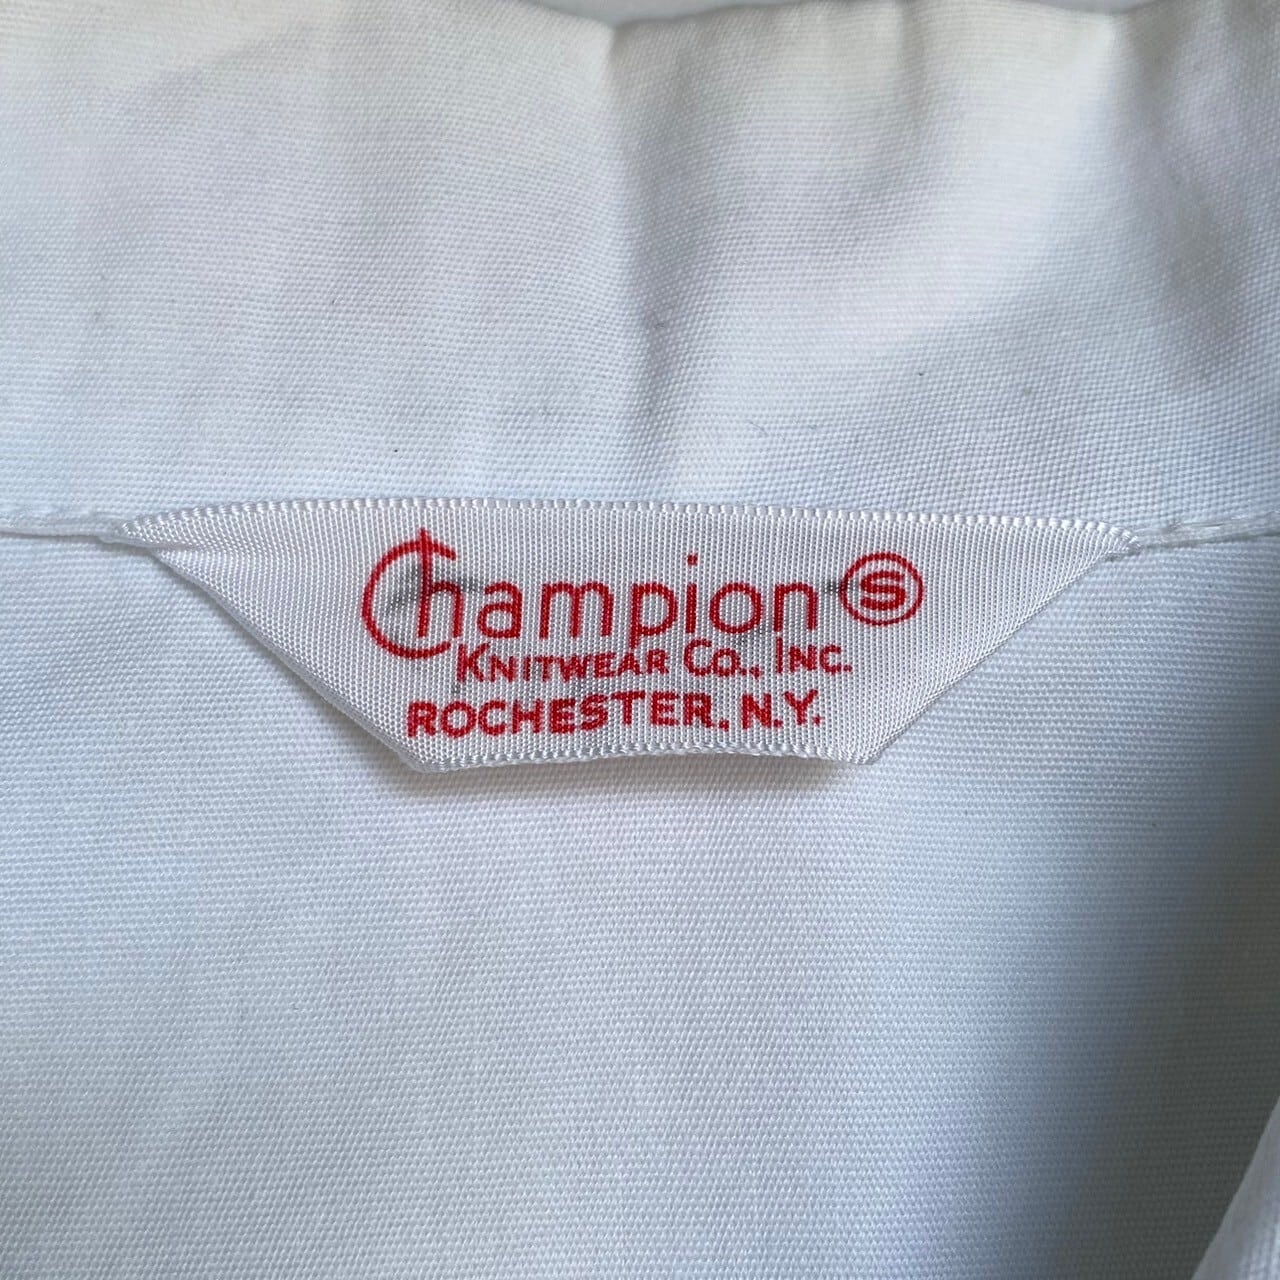 Champion S
KNITWEAR CO., INC.
ROCHESTER. N.Y.